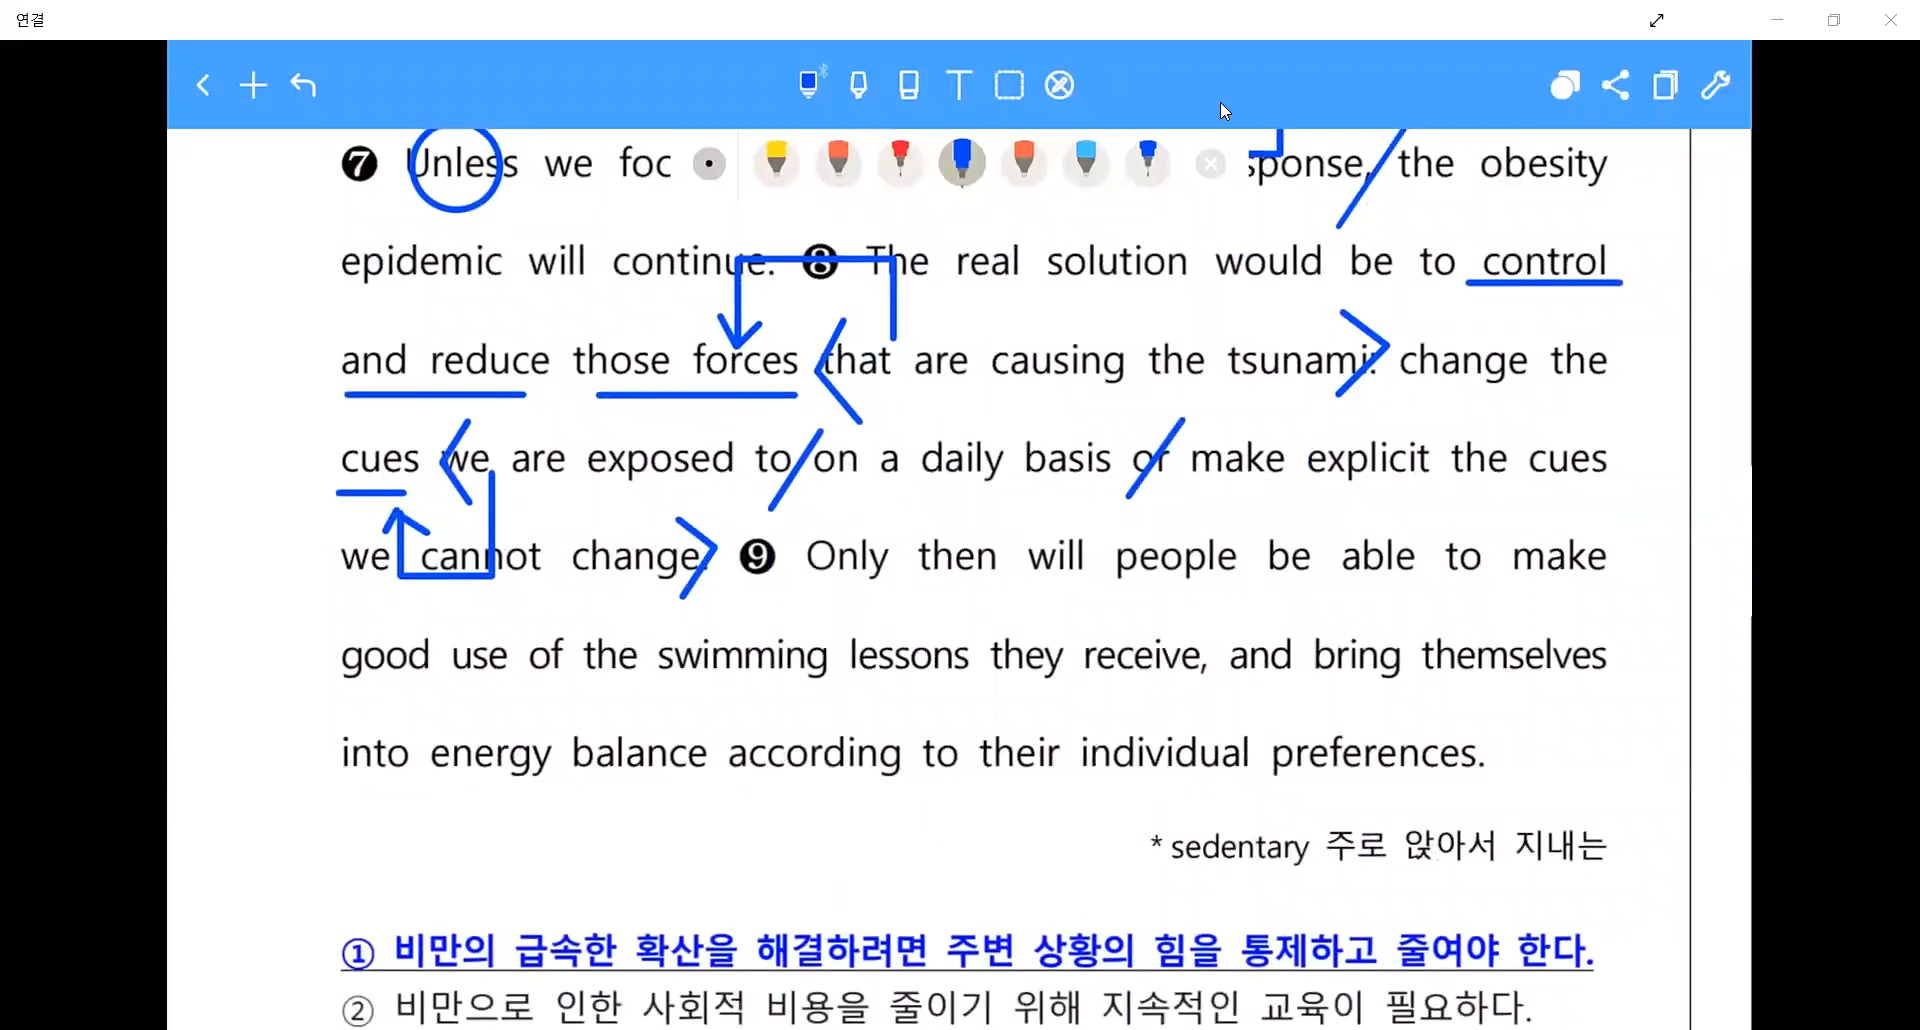 연결
❼ Unless we foc sponse, the obesity
epidemic will continue. ❽ The real solution would be to control
and reduce those forces that are causing the tsunami: change the
cues we are exposed to on a daily basis or make explicit the cues
we cannot change. ❾ Only then will people be able to make
good use of the swimming lessons they receive, and bring themselves
into energy balance according to their individual preferences.
* sedentary 주로 앉아서 지내는
① 비만의 급속한 확산을 해결하려면 주변 상황의 힘을 통제하고 줄여야 한다.
② 비만으로 인한 사회적 비용을 줄이기 위해 지속적인 교육이 필요하다.